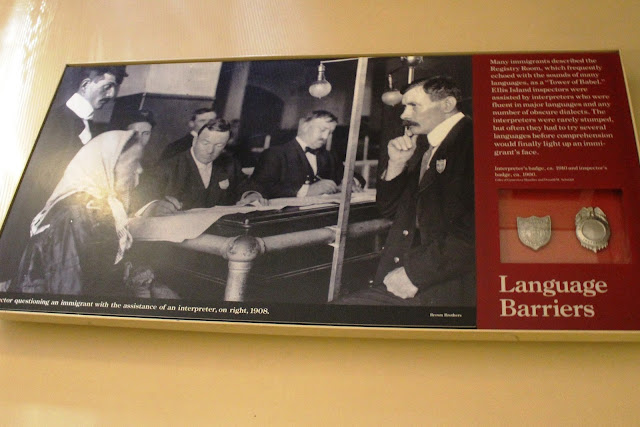 Many immigrants described the
Registry Room, which frequently
echoed with the sounds of many
languages, as a "Tower of Babel."
Ellis Island inspectors were
assisted by interpreters who were
fluent in major languages and any
number of obscure dialects. The
interpreters were rarely stumped,
but often they had to try several
languages before comprehension
would finally light up an immi-
grant's face.
Interpreter's badge, ca. 1910 and inspector's
badge, ca. 1900.
Language
Barriers
ctor questioning an immigrant with the assistance of an interpreter, on right, 1908.
Brown Brothers